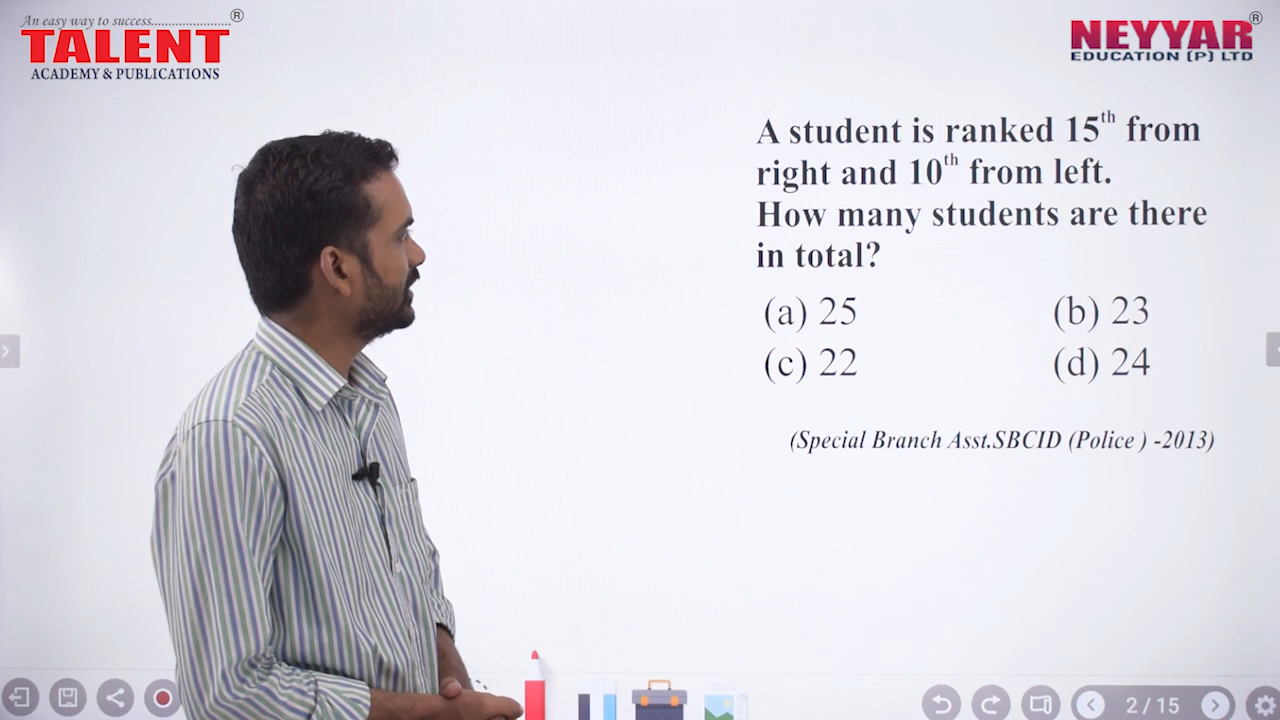 An easy way to success........................ ®
TALENT
ACADEMY & PUBLICATIONS
NEYYAR ®
EDUCATION (P) LTD
A student is ranked 15th from
right and 10th from left.
How many students are there
in total?
(a) 25 (b) 23
(c) 22 (d) 24
(Special Branch Asst.SBCID (Police ) -2013)
2 / 15